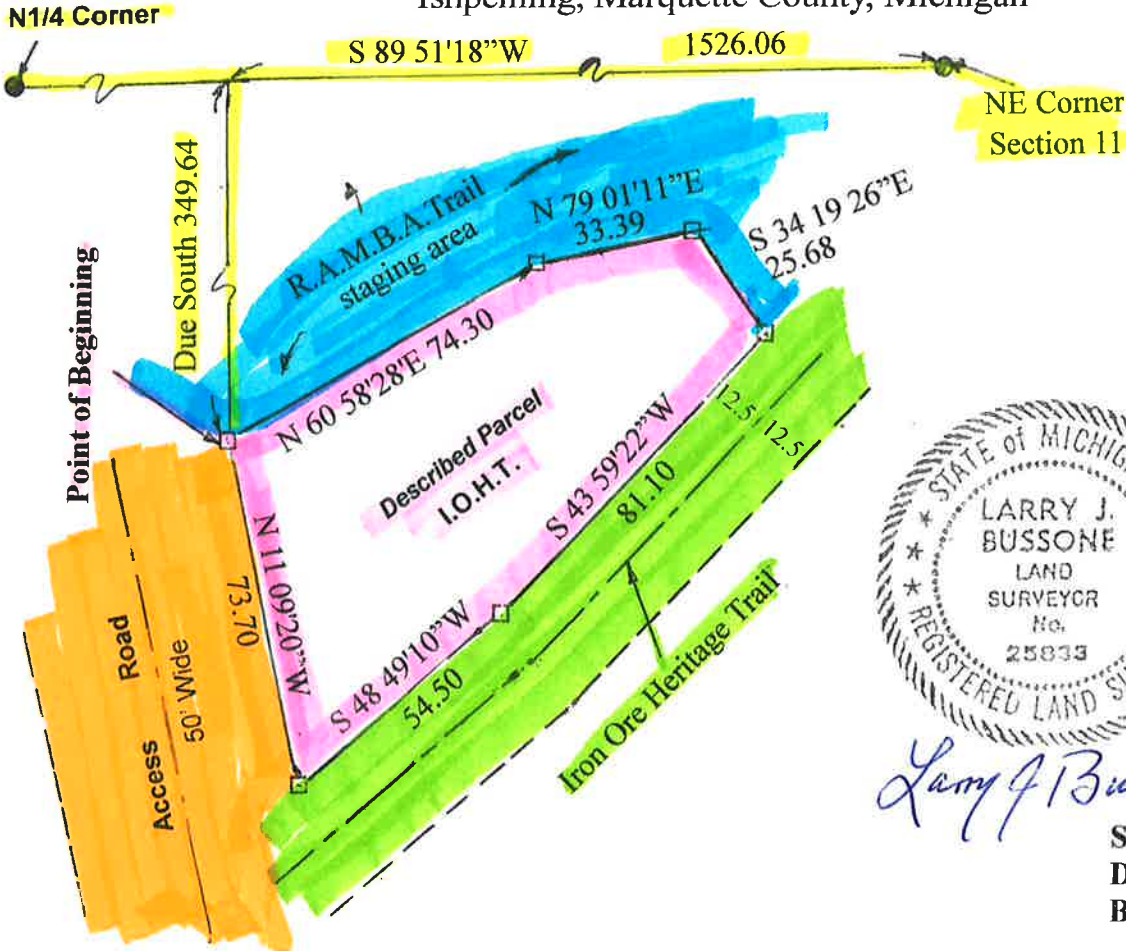 Ishpeming, Marquette County, Michigan
N1/4 Corner
S 89 51'18”W
1526.06
NE Corner
Section 11
Due South 349.64
Point of Beginning
R.A.M.B.A.Trail
staging area
N 79 01'11”E
33.39
S 34 19 26”E
25.68
N 60 58'28'E 74.30
Described Parcel
I.O.H.T.
12.5
12.5
S 43 59'22”W
81.10
N 11 09'20”W
73.70
S 48 49'10”W
54.50
Access Road
50' Wide
Iron Ore Heritage Trail
STATE of MICHIG
LARRY J.
BUSSONE
LAND
SURVEYOR
No.
25833
REGISTERED LAND SU
Larry J Bu
S
D
B